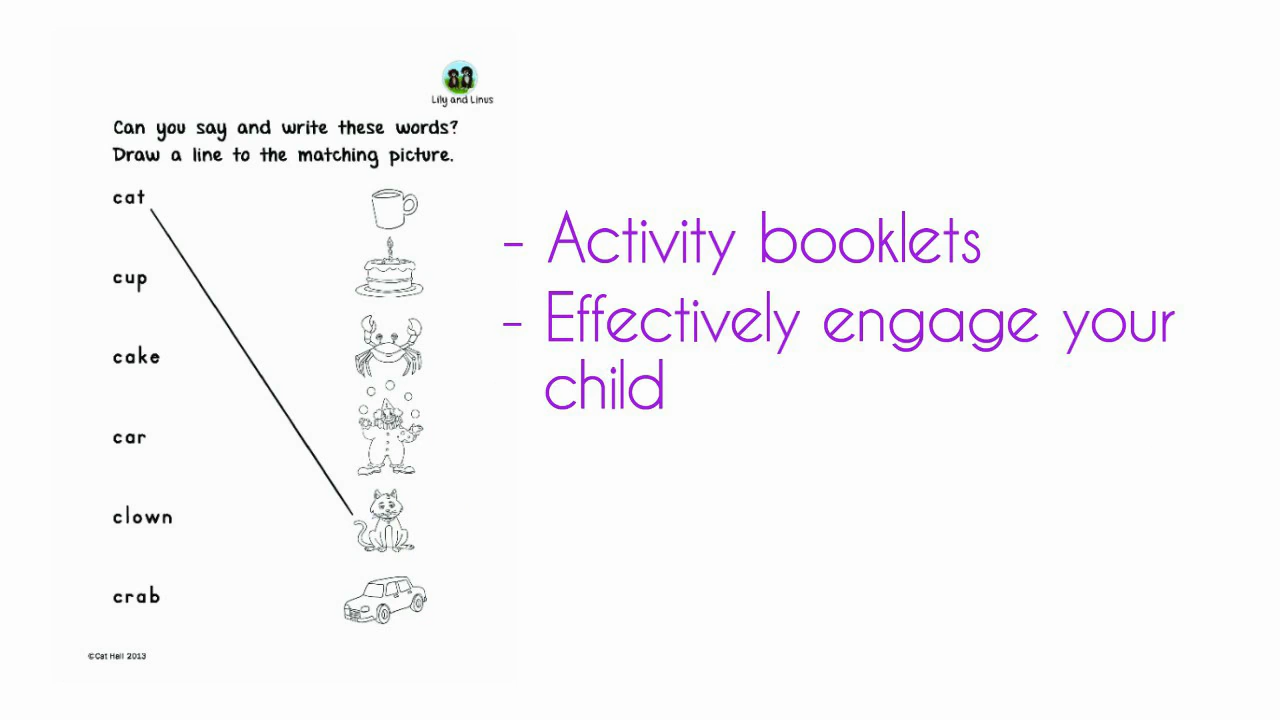 Lily and Linus
Can you say and write these words?
Draw a line to the matching picture.
cat
cup
cake
car
clown
crab
©Cat Hell 2013
- Activity booklets
- Effectively engage your
child